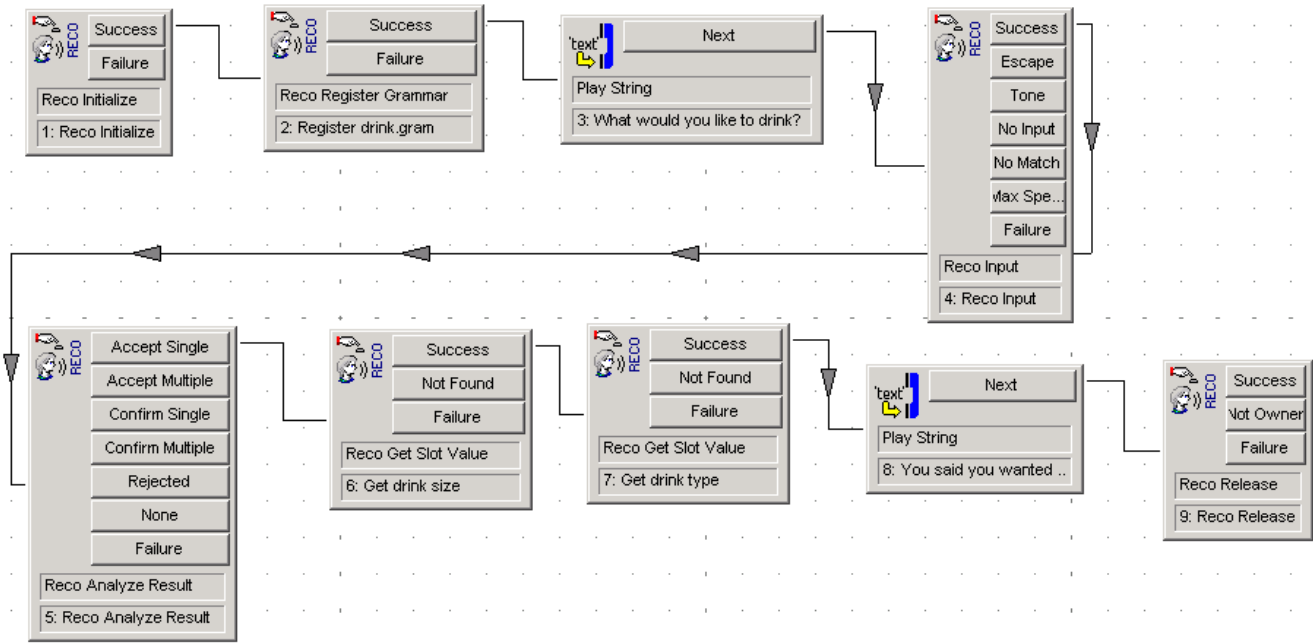 RECO
Success
Failure
Reco Initialize
1: Reco Initialize
RECO
Success
Failure
Reco Register Grammar
2: Register drink.gram
'text'
Next
Play String
3: What would you like to drink?
RECO
Success
Escape
Tone
No Input
No Match
Max Spe...
Failure
Reco Input
4: Reco Input
RECO
Accept Single
Accept Multiple
Confirm Single
Confirm Multiple
Rejected
None
Failure
Reco Analyze Result
5: Reco Analyze Result
RECO
Success
Not Found
Failure
Reco Get Slot Value
6: Get drink size
RECO
Success
Not Found
Failure
Reco Get Slot Value
7: Get drink type
'text'
Next
Play String
8: You said you wanted ..
RECO
Success
Not Owner
Failure
Reco Release
9: Reco Release